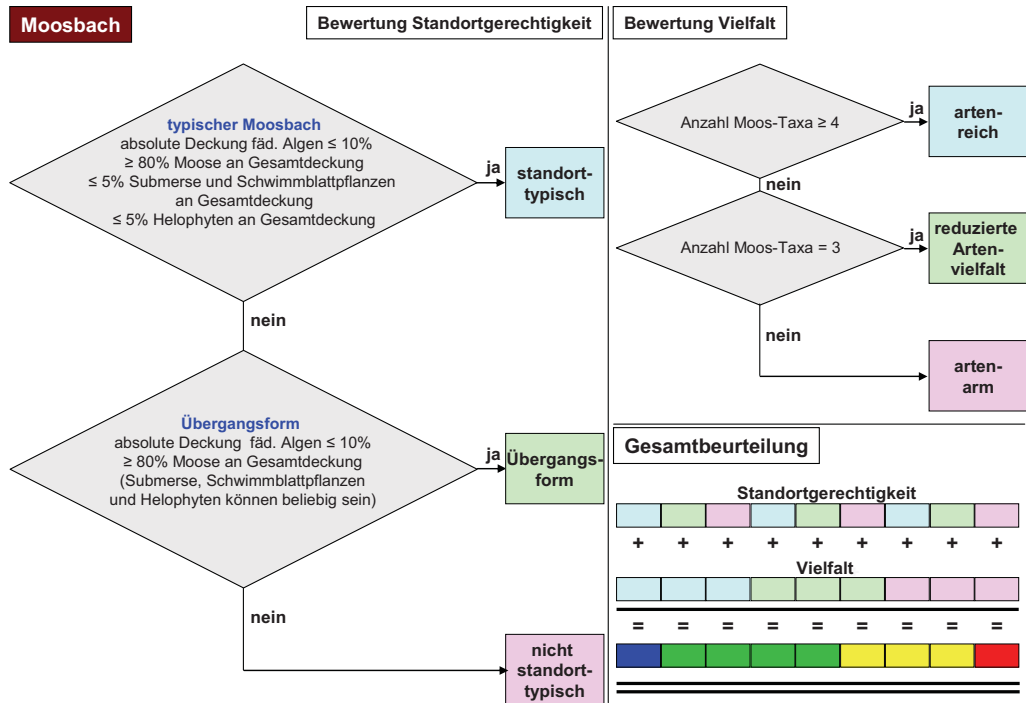 Moosbach
Bewertung Standortgerechtigkeit
typischer Moosbach
absolute Deckung fäd. Algen ≤ 10%
≥ 80% Moose an Gesamtdeckung
≤ 5% Submerse und Schwimmblattpflanzen
an Gesamtdeckung
≤ 5% Helophyten an Gesamtdeckung
ja
standort-
typisch
nein
Übergangsform
absolute Deckung fäd. Algen ≤ 10%
≥ 80% Moose an Gesamtdeckung
(Submerse, Schwimmblattpflanzen
und Helophyten können beliebig sein)
ja
Übergangs-
form
nein
nicht
standort-
typisch
Bewertung Vielfalt
Anzahl Moos-Taxa ≥ 4
ja
arten-
reich
nein
Anzahl Moos-Taxa = 3
ja
reduzierte
Arten-
vielfalt
nein
arten-
arm
Gesamtbeurteilung
Standortgerechtigkeit
+ + + + + + + + +
Vielfalt
= = = = = = = = =